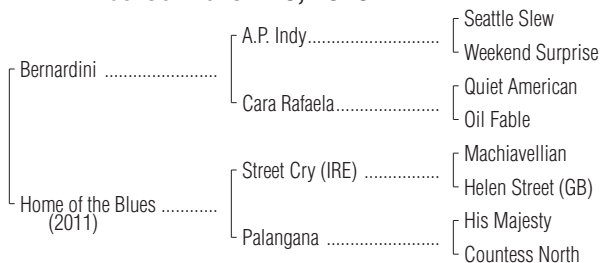 Bernardini
Home of the Blues
(2011)
A.P. Indy
Cara Rafaela
Street Cry (IRE)
Palangana
Seattle Slew
Weekend Surprise
Quiet American
Oil Fable
Machiavellian
Helen Street (GB)
His Majesty
Countess North